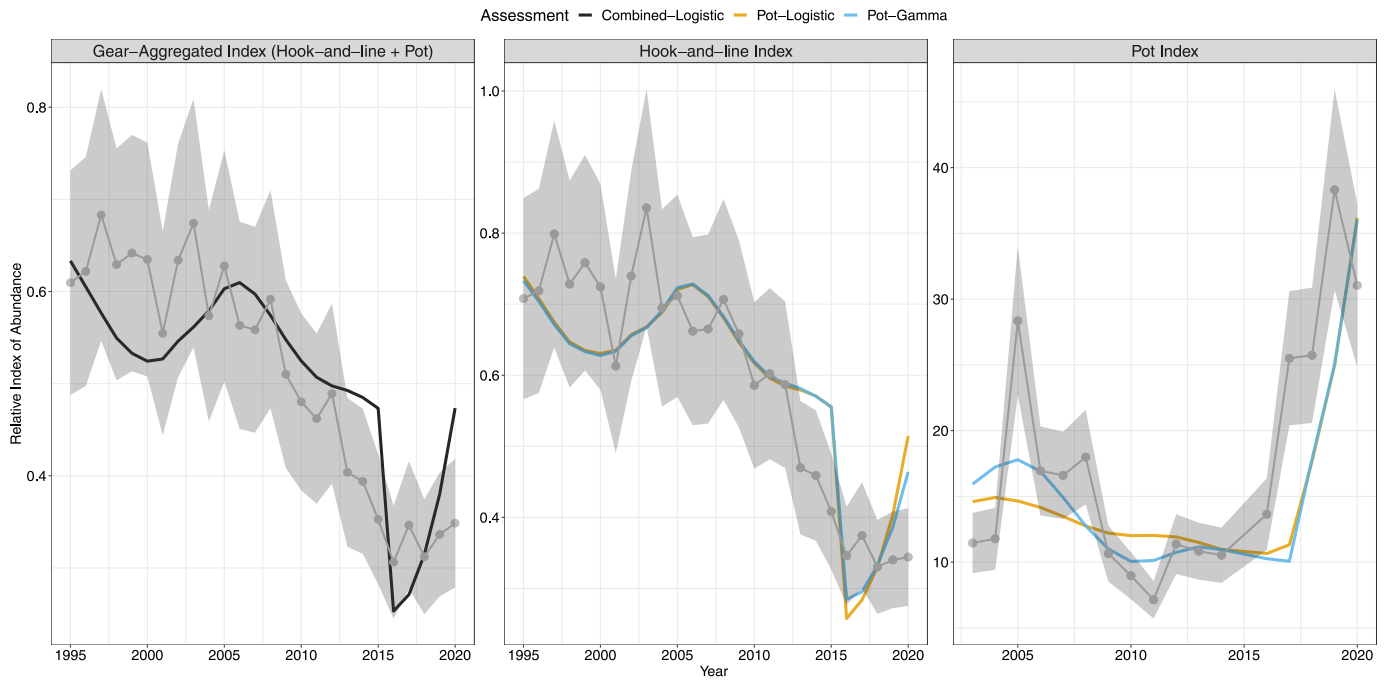 Assessment Combined–Logistic Pot–Logistic Pot–Gamma
Gear–Aggregated Index (Hook–and–line + Pot)
Hook–and–line Index
Pot Index
Relative Index of Abundance
0.8
0.6
0.4
1.0
0.8
0.6
0.4
40
30
20
10
1995 2000 2005 2010 2015 2020
1995 2000 2005 2010 2015 2020
2005 2010 2015 2020
Year